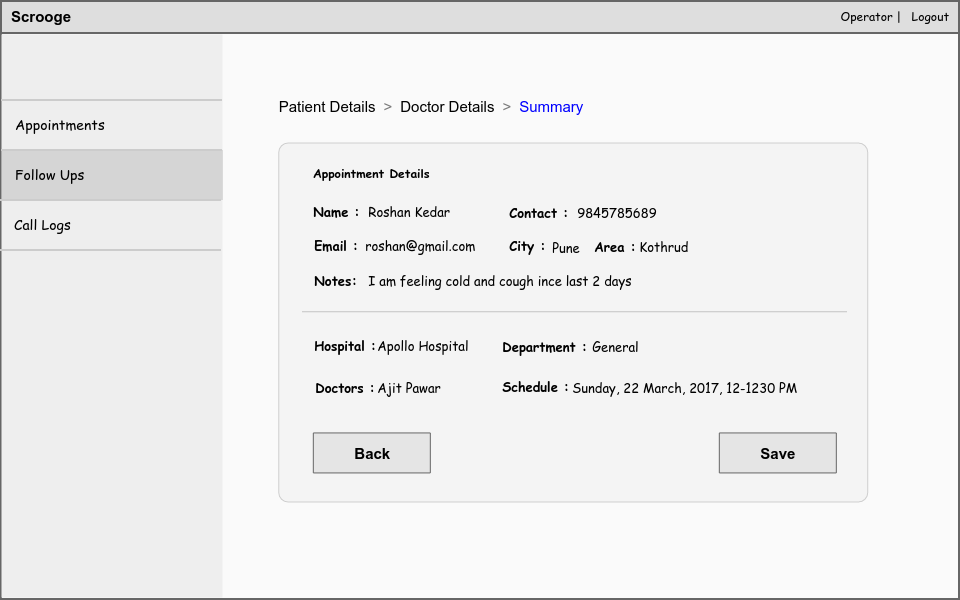 Scrooge
Operator | Logout
Appointments
Follow Ups
Call Logs
Patient Details > Doctor Details > Summary
Appointment Details
Name : Roshan Kedar Contact : 9845785689
Email : roshan@gmail.com City : Pune Area : Kothrud
Notes: I am feeling cold and cough ince last 2 days
Hospital : Apollo Hospital Department : General
Doctors : Ajit Pawar Schedule : Sunday, 22 March, 2017, 12-1230 PM
Back Save